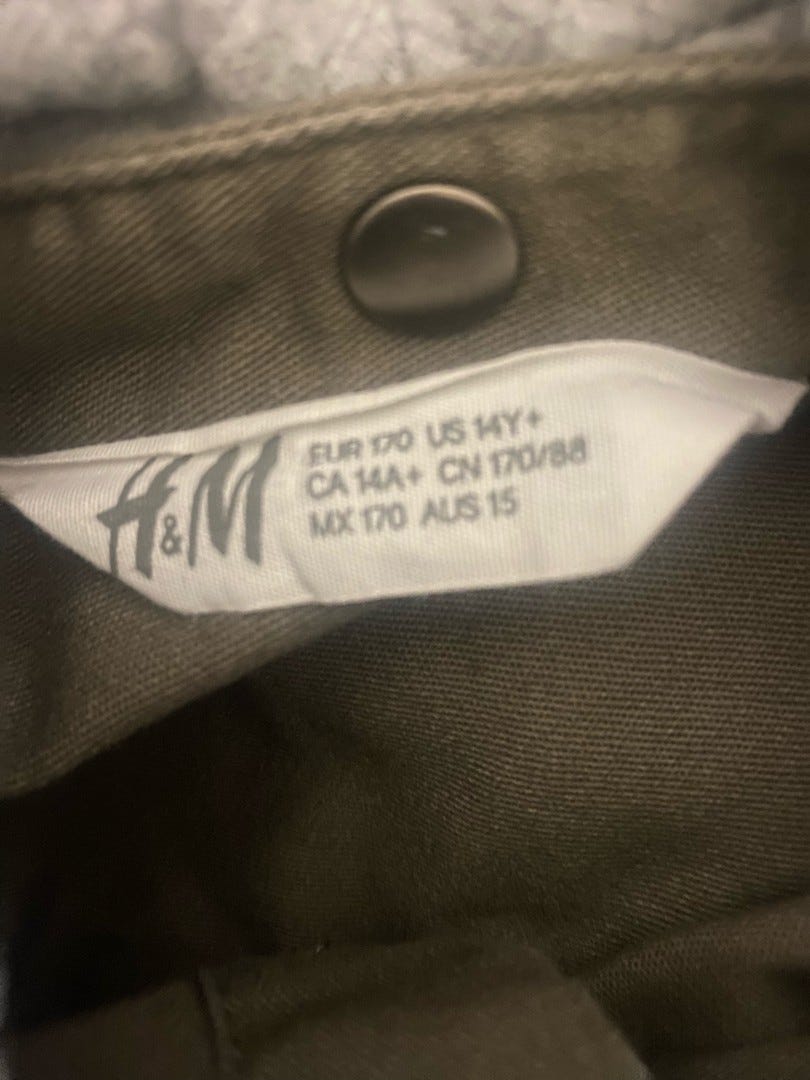 H&M
EUR 170 US 14Y+
CA 14A+ CN 170/88
MX 170 AUS 15